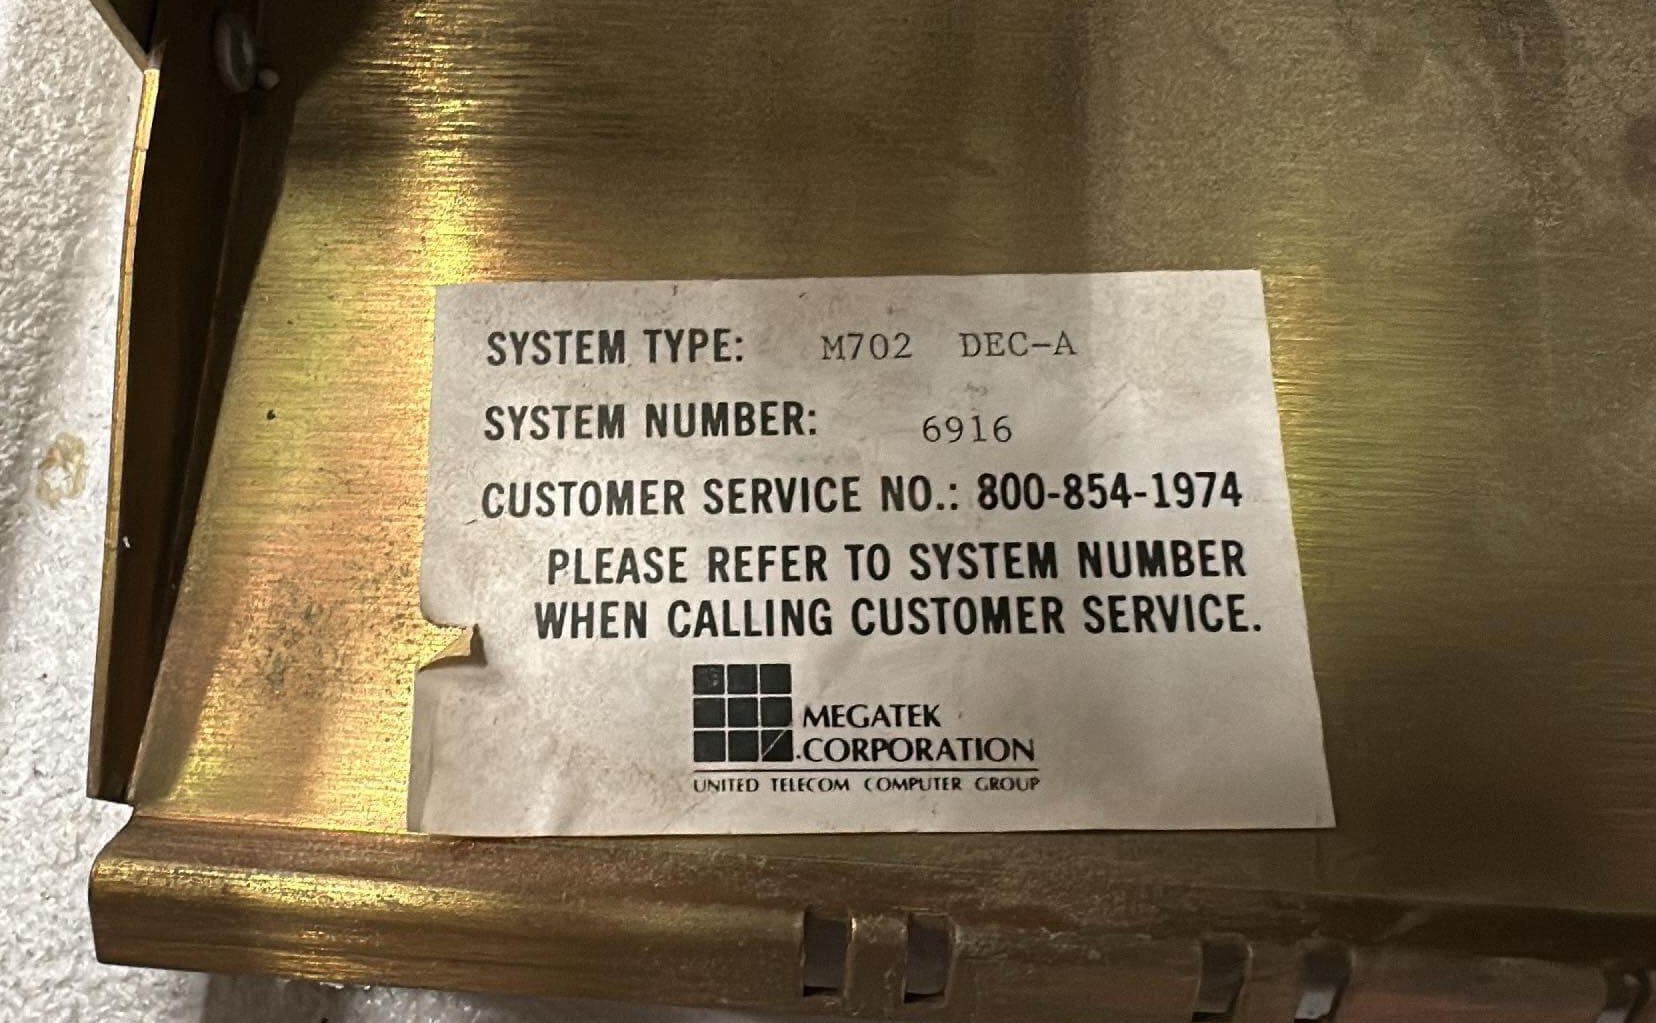 SYSTEM TYPE: M702 DEC-A
SYSTEM NUMBER: 6916
CUSTOMER SERVICE NO.: 800-854-1974
PLEASE REFER TO SYSTEM NUMBER
WHEN CALLING CUSTOMER SERVICE.
MEGATEK
CORPORATION
UNITED TELECOM COMPUTER GROUP